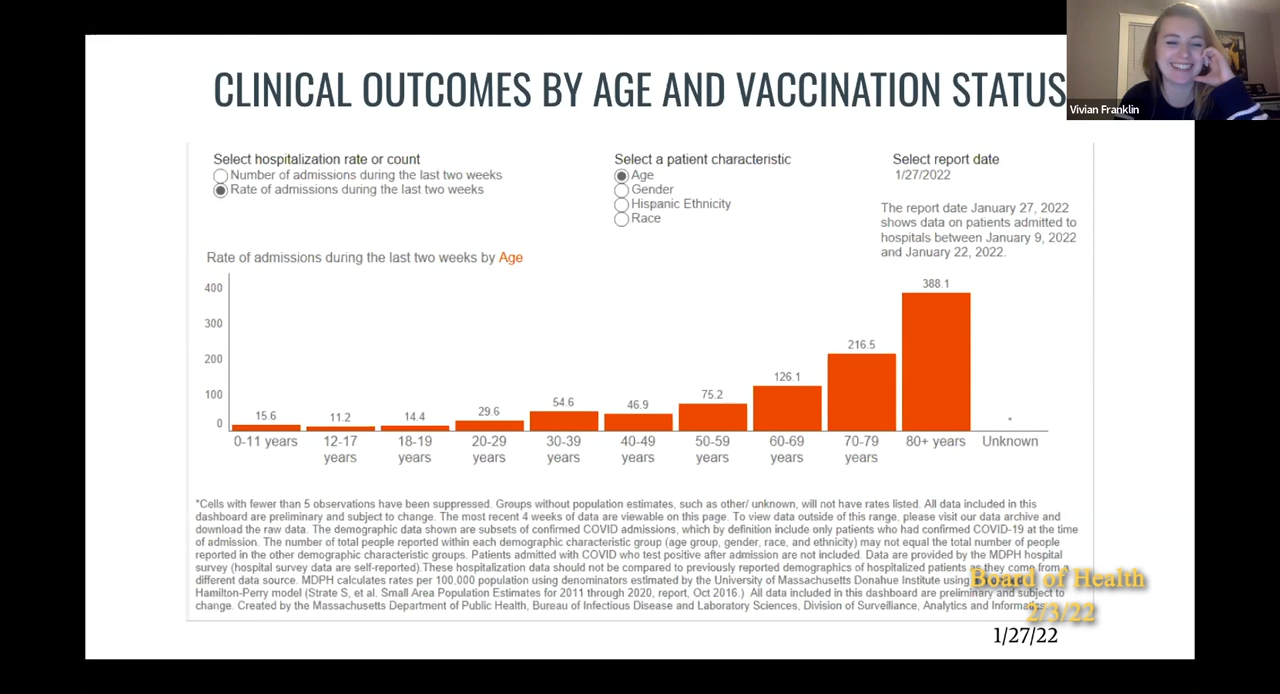 CLINICAL OUTCOMES BY AGE AND VACCINATION STATUS
Vivian Franklin
Select hospitalization rate or count
Number of admissions during the last two weeks
Rate of admissions during the last two weeks
Select a patient characteristic
Age
Gender
Hispanic Ethnicity
Race
Select report date
1/27/2022
The report date January 27, 2022
shows data on patients admitted to
hospitals between January 9, 2022
and January 22, 2022.
Rate of admissions during the last two weeks by Age
400
300
200
100
0
15.6
11.2
14.4
29.6
54.6
46.9
75.2
126.1
216.5
388.1
*
0-11 years
12-17
years
18-19
years
20-29
years
30-39
years
40-49
years
50-59
years
60-69
years
70-79
years
80+ years
Unknown
*Cells with fewer than 5 observations have been suppressed. Groups without population estimates, such as other/ unknown, will not have rates listed. All data included in this
dashboard are preliminary and subject to change. The most recent 4 weeks of data are viewable on this page. To view data outside of this range, please visit our data archive and
download the raw data. The demographic data shown are subsets of confirmed COVID admissions, which by definition include only patients who had confirmed COVID-19 at the time
of admission. The number of total people reported within each demographic characteristic group (age group, gender, race, and ethnicity) may not equal the total number of people
reported in the other demographic characteristic groups. Patients admitted with COVID who test positive after admission are not included. Data are provided by the MDPH hospital
survey (hospital survey data are self-reported).These hospitalization data should not be compared to previously reported demographics of hospitalized patients as they come from a
different data source. MDPH calculates rates per 100,000 population using denominators estimated by the University of Massachusetts Donahue Institute using
Hamilton-Perry model (Strate S, et al. Small Area Population Estimates for 2011 through 2020, report, Oct 2016.) All data included in this dashboard are preliminary and subject to
change. Created by the Massachusetts Department of Public Health, Bureau of Infectious Disease and Laboratory Sciences, Division of Surveillance, Analytics and Informatics.
Board of Health
2/3/22
1/27/22